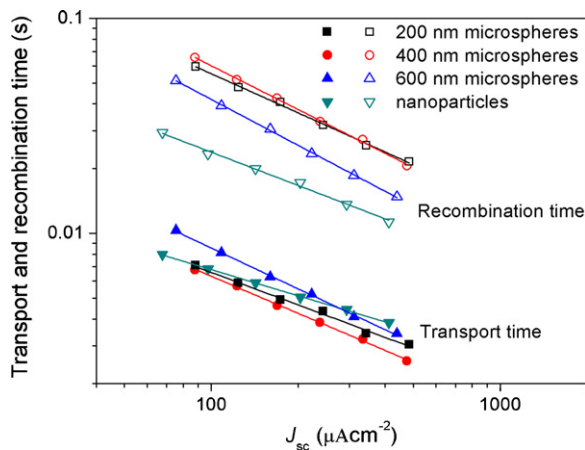 Transport and recombination time (s)
0.1
0.01
200 nm microspheres
400 nm microspheres
600 nm microspheres
nanoparticles
Recombination time
Transport time
100
1000
Jsc (μAcm-2)